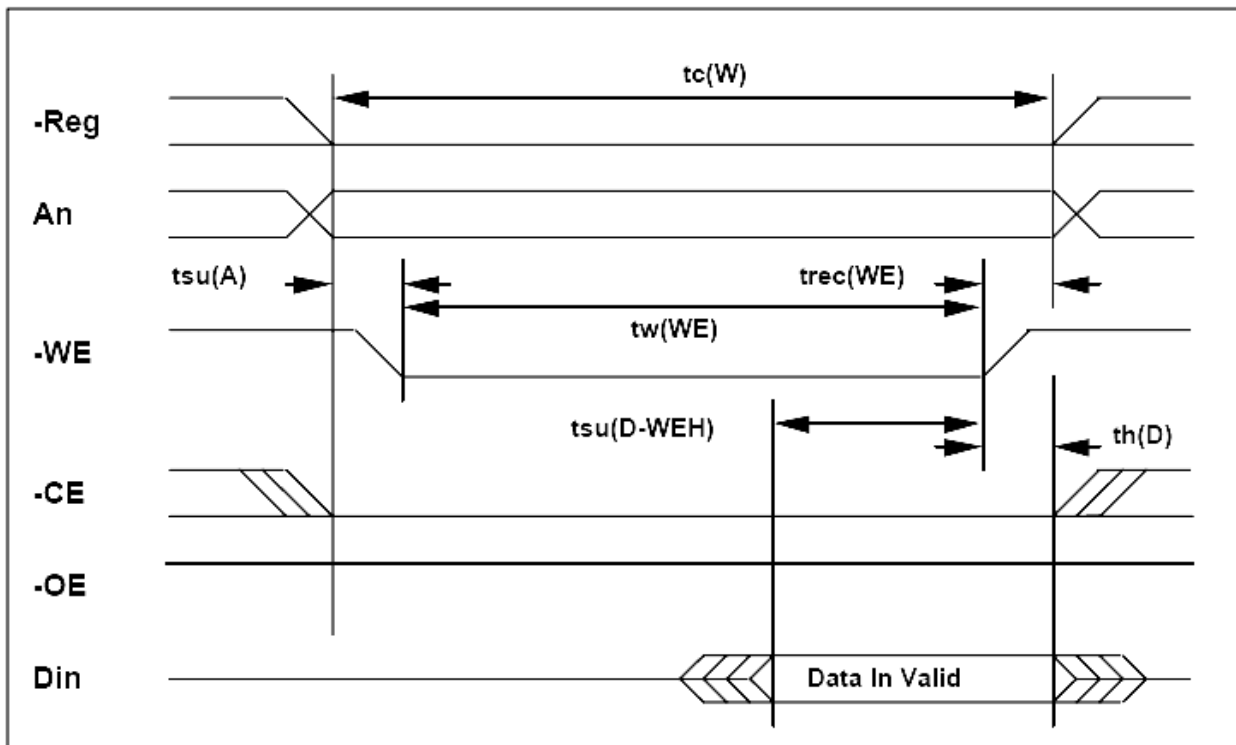 tc(W)
-Reg
An
tsu(A)
trec(WE)
tw(WE)
-WE
tsu(D-WEH)
th(D)
-CE
-OE
Din
Data In Valid